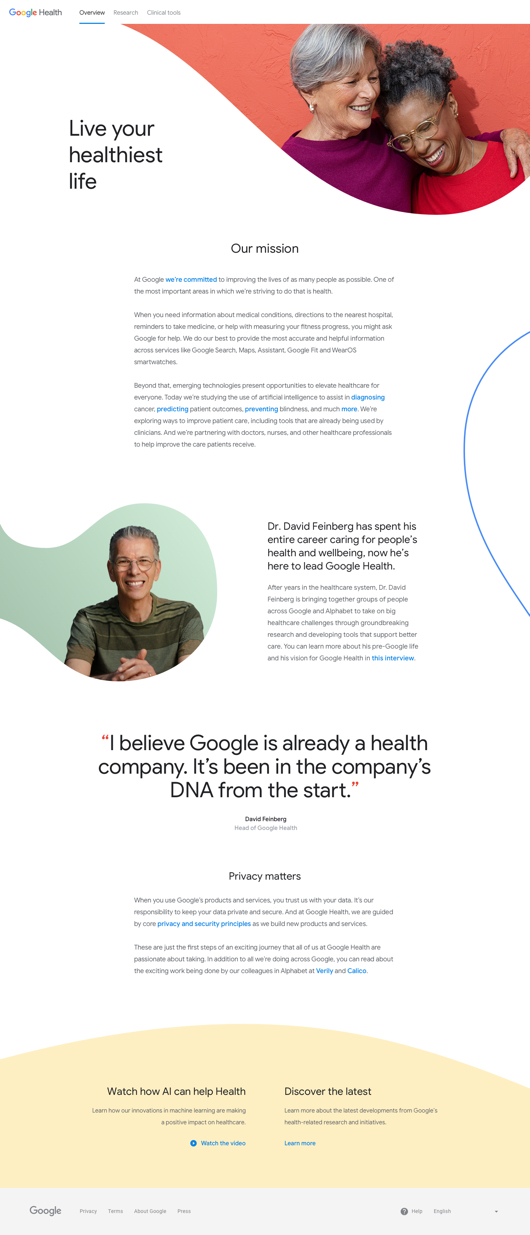 Google Health
Overview
Research
Clinical tools
Live your
healthiest
life
Our mission
At Google we're committed to improving the lives of as many people as possible. One of
the most important areas in which we're striving to do that is health.
When you need information about medical conditions, directions to the nearest hospital,
reminders to take medicine, or help with measuring your fitness progress, you might ask
Google for help. We do our best to provide the most accurate and helpful information
across services like Google Search, Maps, Assistant, Google Fit and WearOS
smartwatches.
Beyond that, emerging technologies present opportunities to elevate healthcare for
everyone. Today we're studying the use of artificial intelligence to assist in diagnosing
cancer, predicting patient outcomes, preventing blindness, and much more. We're
exploring ways to improve patient care, including tools that are already being used by
clinicians. And we're partnering with doctors, nurses, and other healthcare professionals
to help improve the care patients receive.
Dr. David Feinberg has spent his
entire career caring for people's
health and wellbeing, now he's
here to lead Google Health.
After years in the healthcare system, Dr. David
Feinberg is bringing together groups of people
across Google and Alphabet to take on big
healthcare challenges through groundbreaking
research and developing tools that support better
care. You can learn more about his pre-Google life
and his vision for Google Health in this interview.
“I believe Google is already a health
company. It’s been in the company’s
DNA from the start.”
David Feinberg
Head of Google Health
Privacy matters
When you use Google's products and services, you trust us with your data. It's our
responsibility to keep your data private and secure. And at Google Health, we are guided
by core privacy and security principles as we build new products and services.
These are just the first steps of an exciting journey that all of us at Google Health are
passionate about taking. In addition to all we're doing across Google, you can read about
the exciting work being done by our colleagues in Alphabet at Verily and Calico.
Watch how AI can help Health
Learn how our innovations in machine learning are making
a positive impact on healthcare.
Watch the video
Discover the latest
Learn more about the latest developments from Google's
health-related research and initiatives.
Learn more
Google
Privacy
Terms
About Google
Press
Help
English